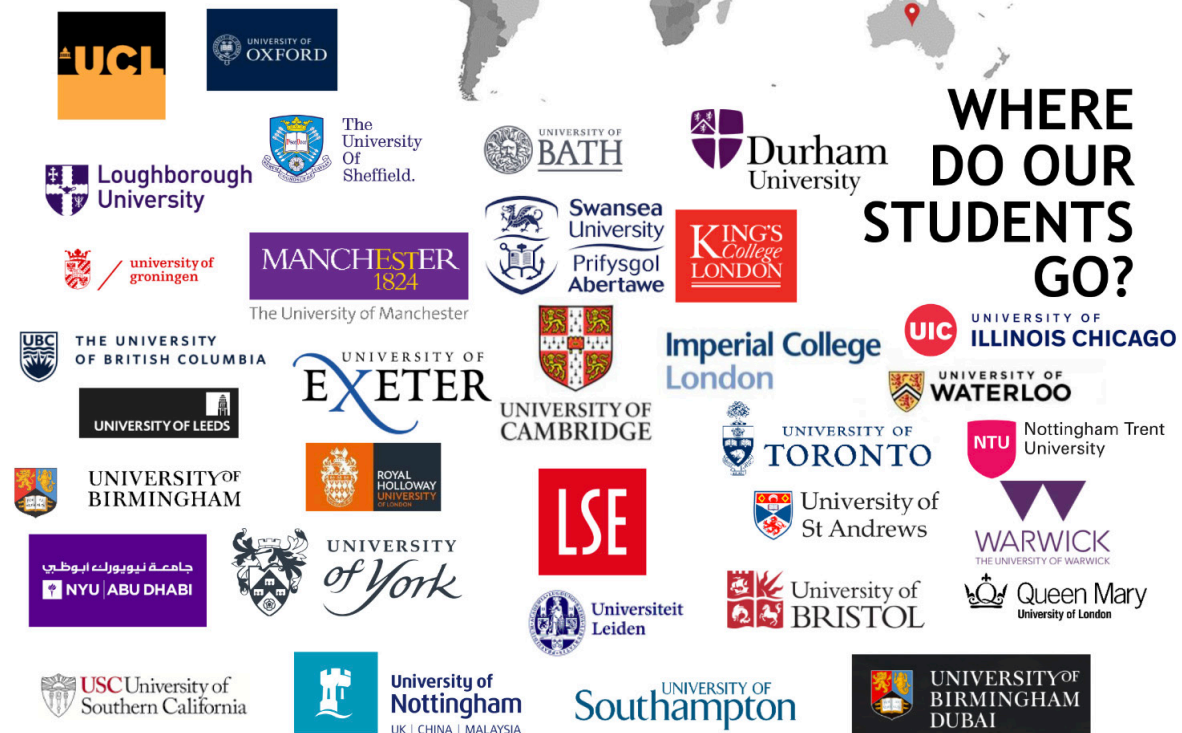 UCL
UNIVERSITY OF
OXFORD
WHERE
DO OUR
STUDENTS
GO?
The
University
Of
Sheffield.
UNIVERSITY OF
BATH
Durham
University
Loughborough
University
Swansea
University
Prifysgol
Abertawe
KING'S
College
LONDON
university of
groningen
MANCHEstER
1824
The University of Manchester
UBC
THE UNIVERSITY
OF BRITISH COLUMBIA
UNIVERSITY OF
EXETER
UNIVERSITY OF
CAMBRIDGE
Imperial College
London
UIC
UNIVERSITY OF
ILLINOIS CHICAGO
UNIVERSITY OF
WATERLOO
UNIVERSITY OF LEEDS
UNIVERSITY OF
TORONTO
NTU
Nottingham Trent
University
UNIVERSITY OF
BIRMINGHAM
ROYAL
HOLLOWAY
UNIVERSITY
OF LONDON
LSE
University of
St Andrews
WARWICK
THE UNIVERSITY OF WARWICK
جامعة نيويورك أبوظبي
NYU | ABU DHABI
UNIVERSITY
of York
Universiteit
Leiden
University of
BRISTOL
Queen Mary
University of London
USC University of
Southern California
University of
Nottingham
UK | CHINA | MALAYSIA
UNIVERSITY OF
Southampton
UNIVERSITY OF
BIRMINGHAM
DUBAI